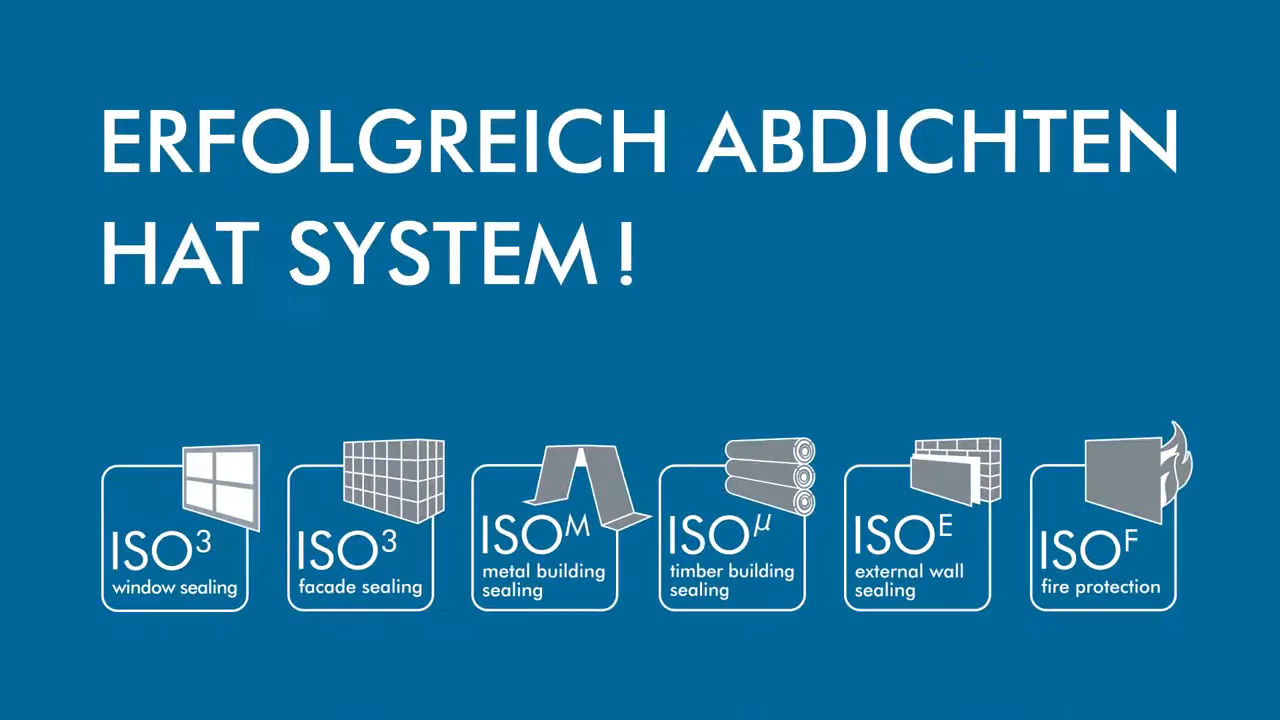 ERFOLGREICH ABDICHTEN
HAT SYSTEM!
ISO³
window sealing
ISO³
facade sealing
ISOᴹ
metal building
sealing
ISOᵘ
timber building
sealing
ISOᴱ
external wall
sealing
ISOF
fire protection